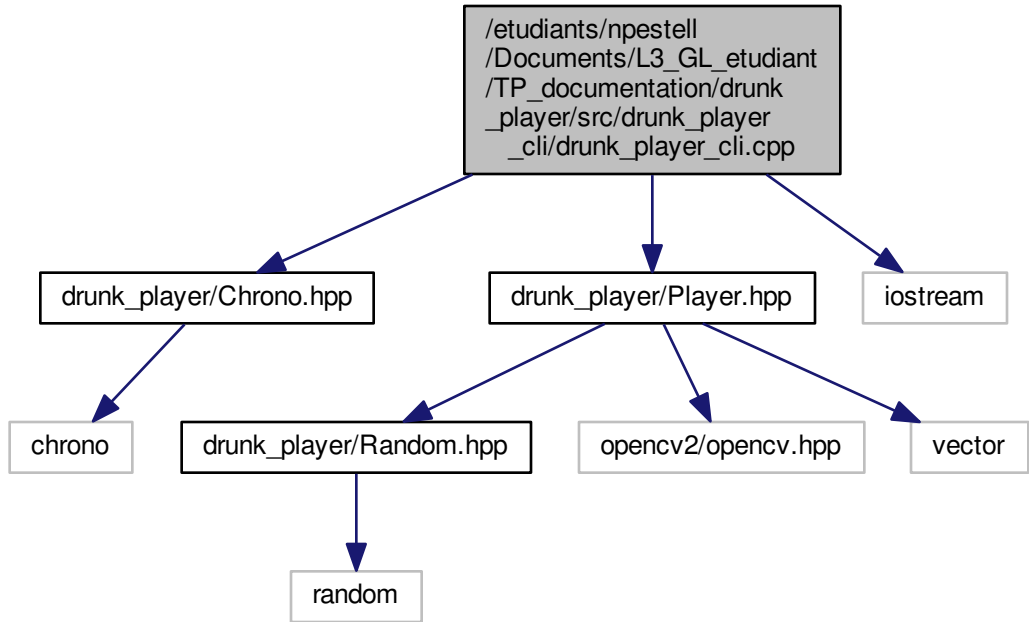 /etudiants/npestell
/Documents/L3_GL_etudiant
/TP_documentation/drunk
_player/src/drunk_player
_cli/drunk_player_cli.cpp
drunk_player/Chrono.hpp
drunk_player/Player.hpp
iostream
chrono
drunk_player/Random.hpp
opencv2/opencv.hpp
vector
random